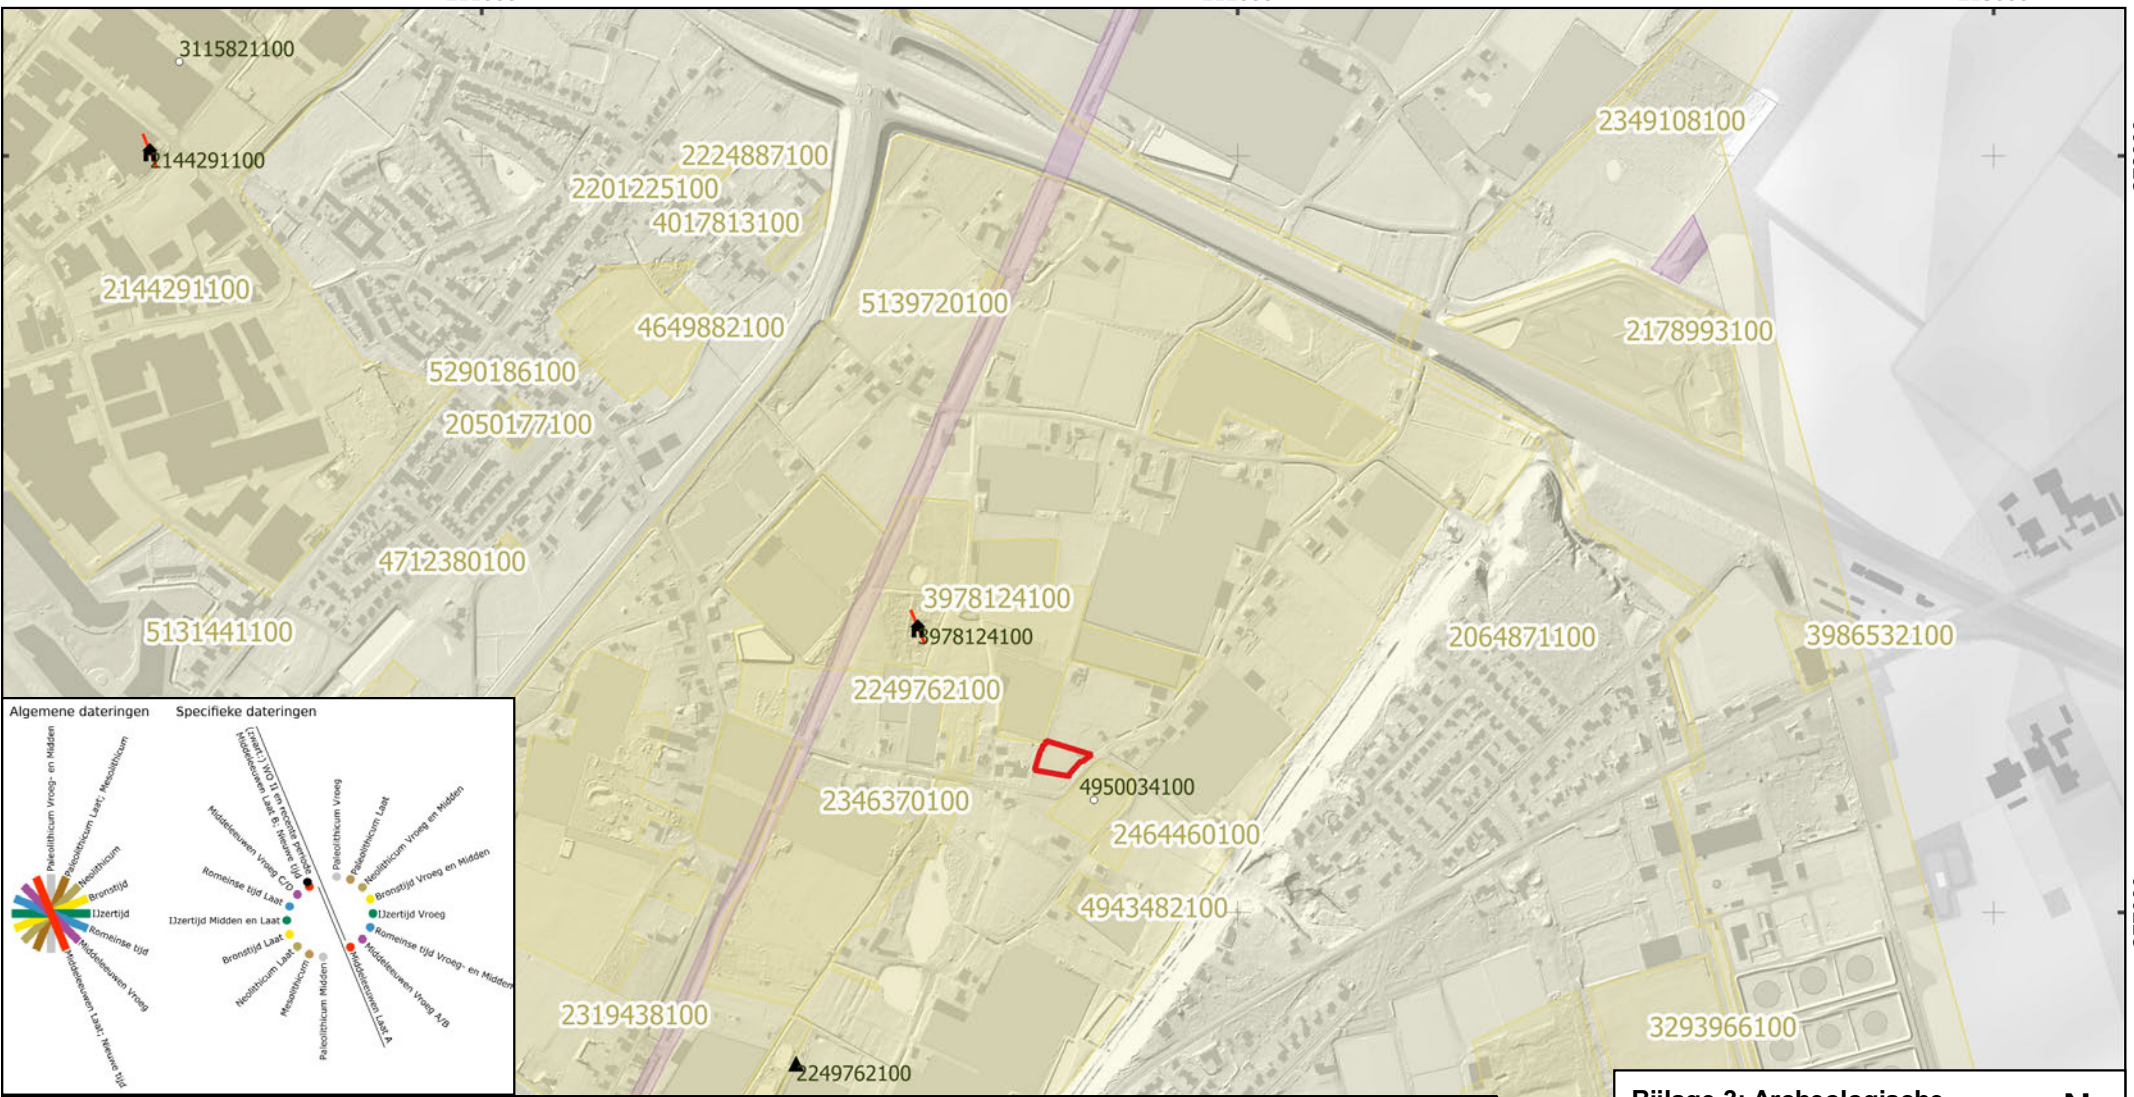 3115821100
2144291100
2224887100
2201225100
4017813100
2349108100
2144291100
5139720100
4649882100
2178993100
5290186100
2050177100
4712380100
3978124100
3978124100
5131441100
2064871100
3986532100
2249762100
4950034100
2346370100
2464460100
4943482100
2319438100
3293966100
2249762100
Algemene dateringen
Specifieke dateringen
Paleolithicum Vroeg- en Midden
Paleolithicum Laat; Mesolithicum
Neolithicum
Bronstijd
IJzertijd
Romeinse tijd
Middeleeuwen Vroeg
Middeleeuwen Laat; Nieuwe tijd
(zwart:) WO II en recente periode
Middeleeuwen Laat B; Nieuwe tijd
Middeleeuwen Vroeg C/D
Romeinse tijd Laat
IJzertijd Midden en Laat
Bronstijd Laat
Neolithicum Laat
Mesolithicum
Paleolithicum Midden
Paleolithicum Vroeg
Paleolithicum Laat
Neolithicum Vroeg en Midden
Bronstijd Vroeg en Midden
IJzertijd Vroeg
Romeinse tijd Vroeg- en Midden
Middeleeuwen Vroeg A/B
Middeleeuwen Laat A
Bijlage 3: Archeologische
N